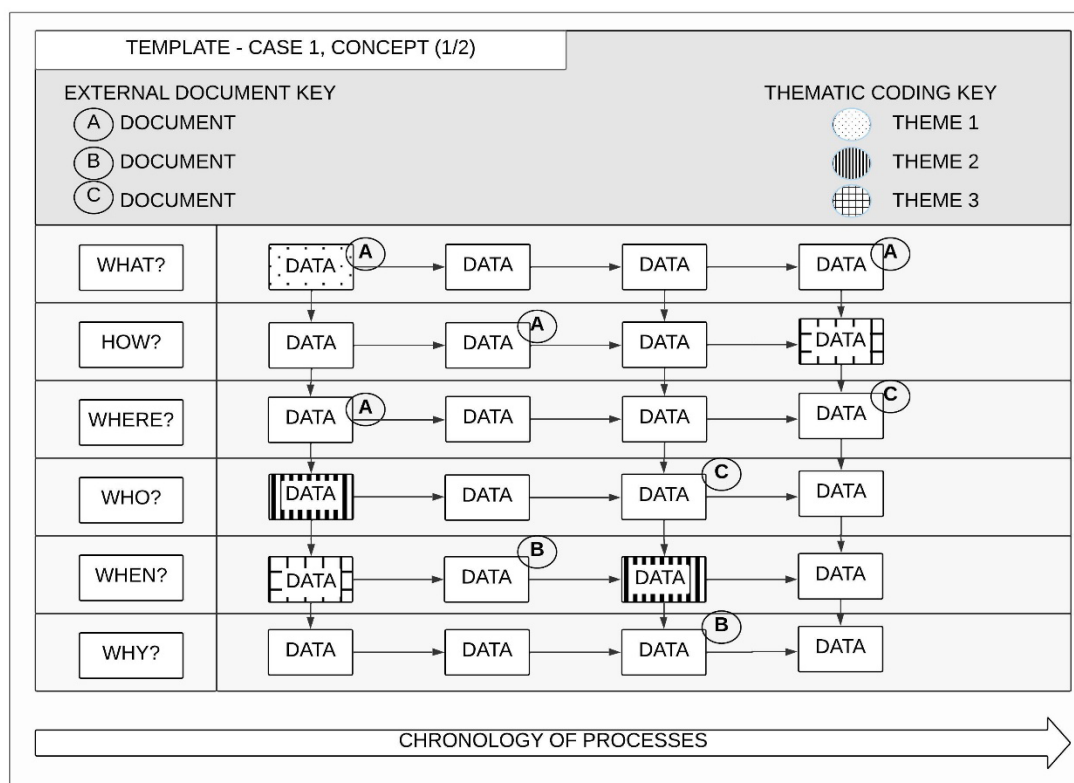 TEMPLATE - CASE 1, CONCEPT (1/2)
EXTERNAL DOCUMENT KEY
A DOCUMENT
B DOCUMENT
C DOCUMENT
THEMATIC CODING KEY
THEME 1
THEME 2
THEME 3
WHAT? DATA A DATA DATA DATA A
HOW? DATA DATA A DATA DATA
WHERE? DATA A DATA DATA DATA C
WHO? DATA DATA DATA C DATA
WHEN? DATA DATA B DATA DATA
WHY? DATA DATA DATA B DATA
CHRONOLOGY OF PROCESSES